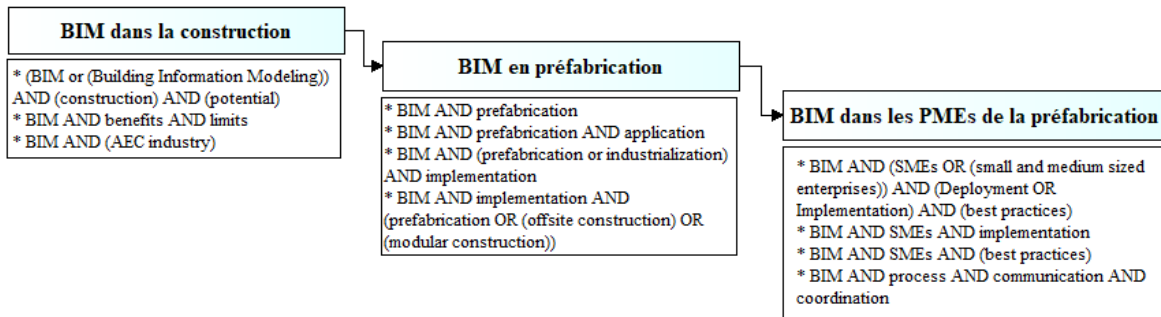 BIM dans la construction
* (BIM or (Building Information Modeling))
AND (construction) AND (potential)
* BIM AND benefits AND limits
* BIM AND (AEC industry)
BIM en préfabrication
* BIM AND prefabrication
* BIM AND prefabrication AND application
* BIM AND (prefabrication or industrialization)
AND implementation
* BIM AND implementation AND
(prefabrication OR (offsite construction) OR
(modular construction))
BIM dans les PMEs de la préfabrication
* BIM AND (SMEs OR (small and medium sized
enterprises)) AND (Deployment OR
Implementation) AND (best practices)
* BIM AND SMEs AND implementation
* BIM AND SMEs AND (best practices)
* BIM AND process AND communication AND
coordination